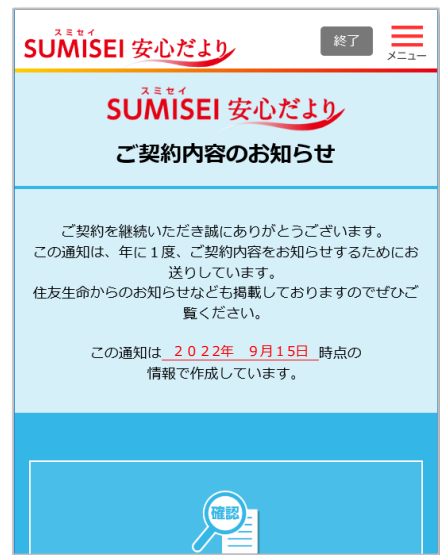 スミセイ
SUMISEI 安心だより
終了
メニュー
スミセイ
SUMISEI 安心だより
ご契約内容のお知らせ
ご契約を継続いただき誠にありがとうございます。
この通知は、年に１度、ご契約内容をお知らせするためにお
送りしています。
住友生命からのお知らせなども掲載しておりますのでぜひご
覧ください。
この通知は 2022年 9月15日 時点の
情報で作成しています。
確認